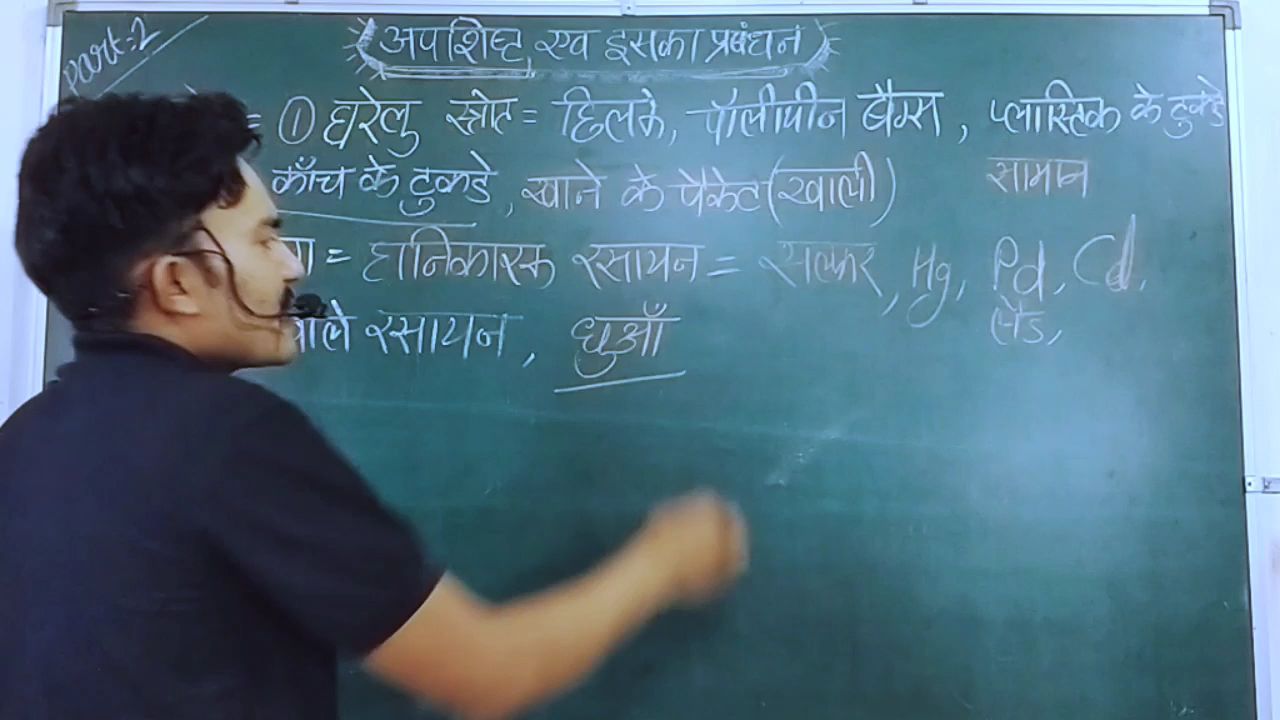 Part:2
अपशिष्ट एव इसका प्रबंधन
= ① घरेलु स्त्रोत = छिलके, पॉलीथीन बैग्स, प्लास्टिक के टुकडे
सामान
काँच के टुकडे, खाने के पैकेट (खाली)
= हानिकारक रसायन = सल्फर, Hg, Pd, Cd,
लैड,
वाले रसायन, धुआँ